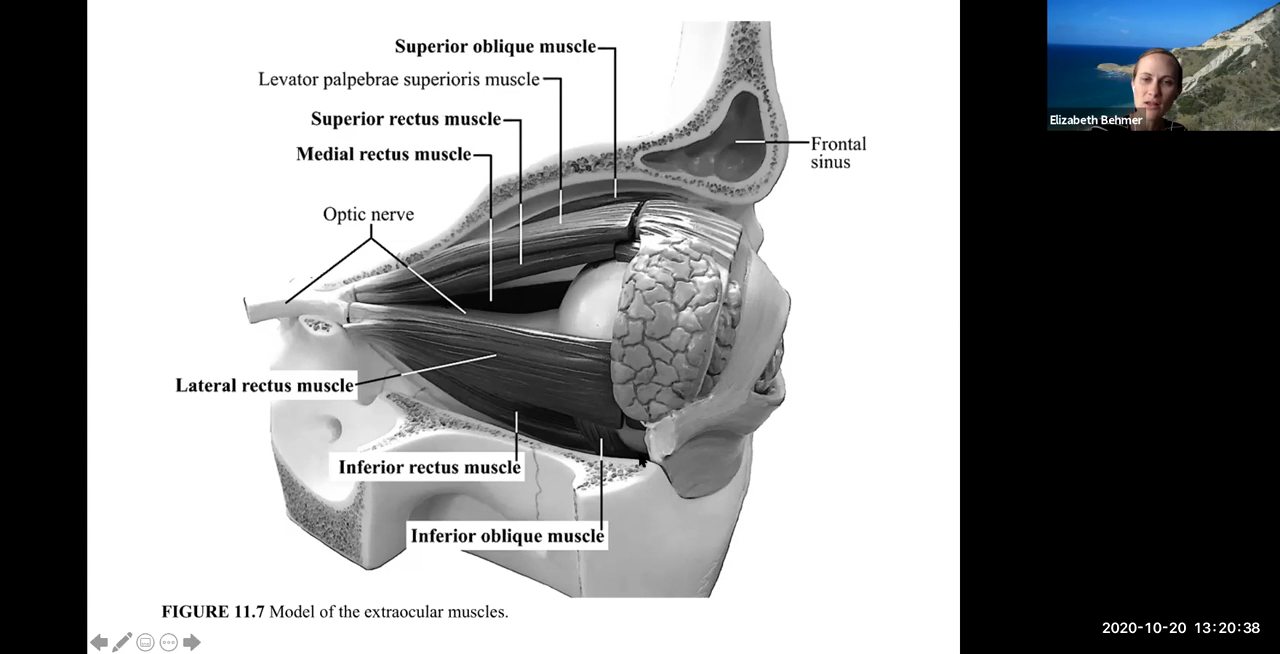 Superior oblique muscle
Levator palpebrae superioris muscle
Superior rectus muscle
Medial rectus muscle
Optic nerve
Frontal
sinus
Lateral rectus muscle
Inferior rectus muscle
Inferior oblique muscle
FIGURE 11.7 Model of the extraocular muscles.
Elizabeth Behmer
2020-10-20 13:20:38